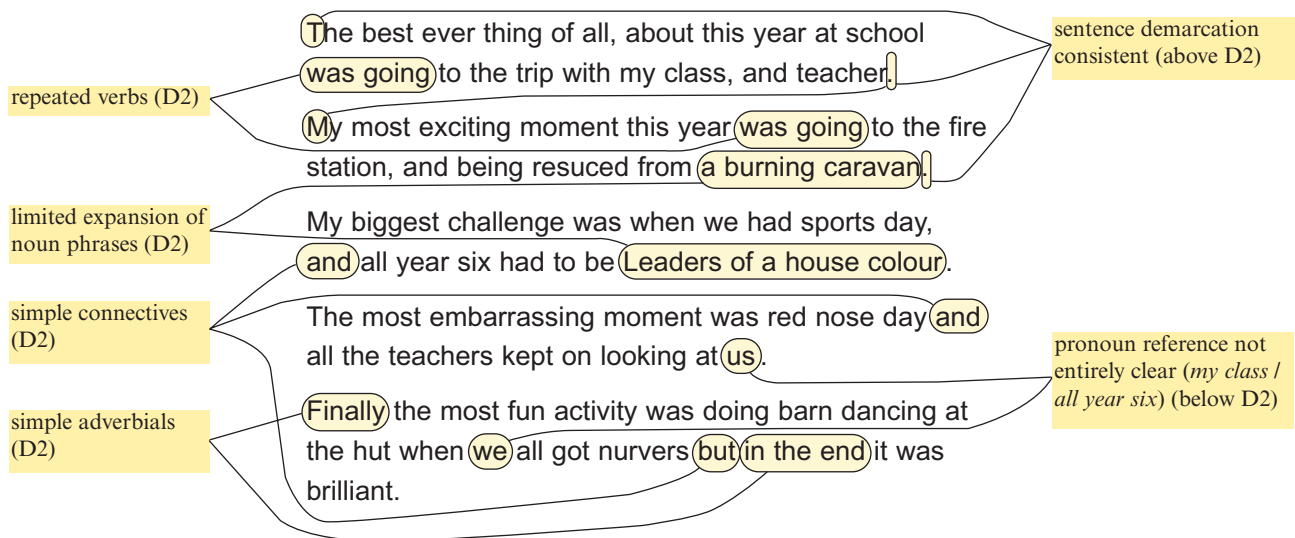 The best ever thing of all, about this year at school
was going to the trip with my class, and teacher.
My most exciting moment this year was going to the fire
station, and being resuced from a burning caravan.
My biggest challenge was when we had sports day,
and all year six had to be Leaders of a house colour.
The most embarrassing moment was red nose day and
all the teachers kept on looking at us.
Finally the most fun activity was doing barn dancing at
the hut when we all got nurvers but in the end it was
brilliant.
repeated verbs (D2)
limited expansion of
noun phrases (D2)
simple connectives
(D2)
simple adverbials
(D2)
sentence demarcation
consistent (above D2)
pronoun reference not
entirely clear (my class /
all year six) (below D2)